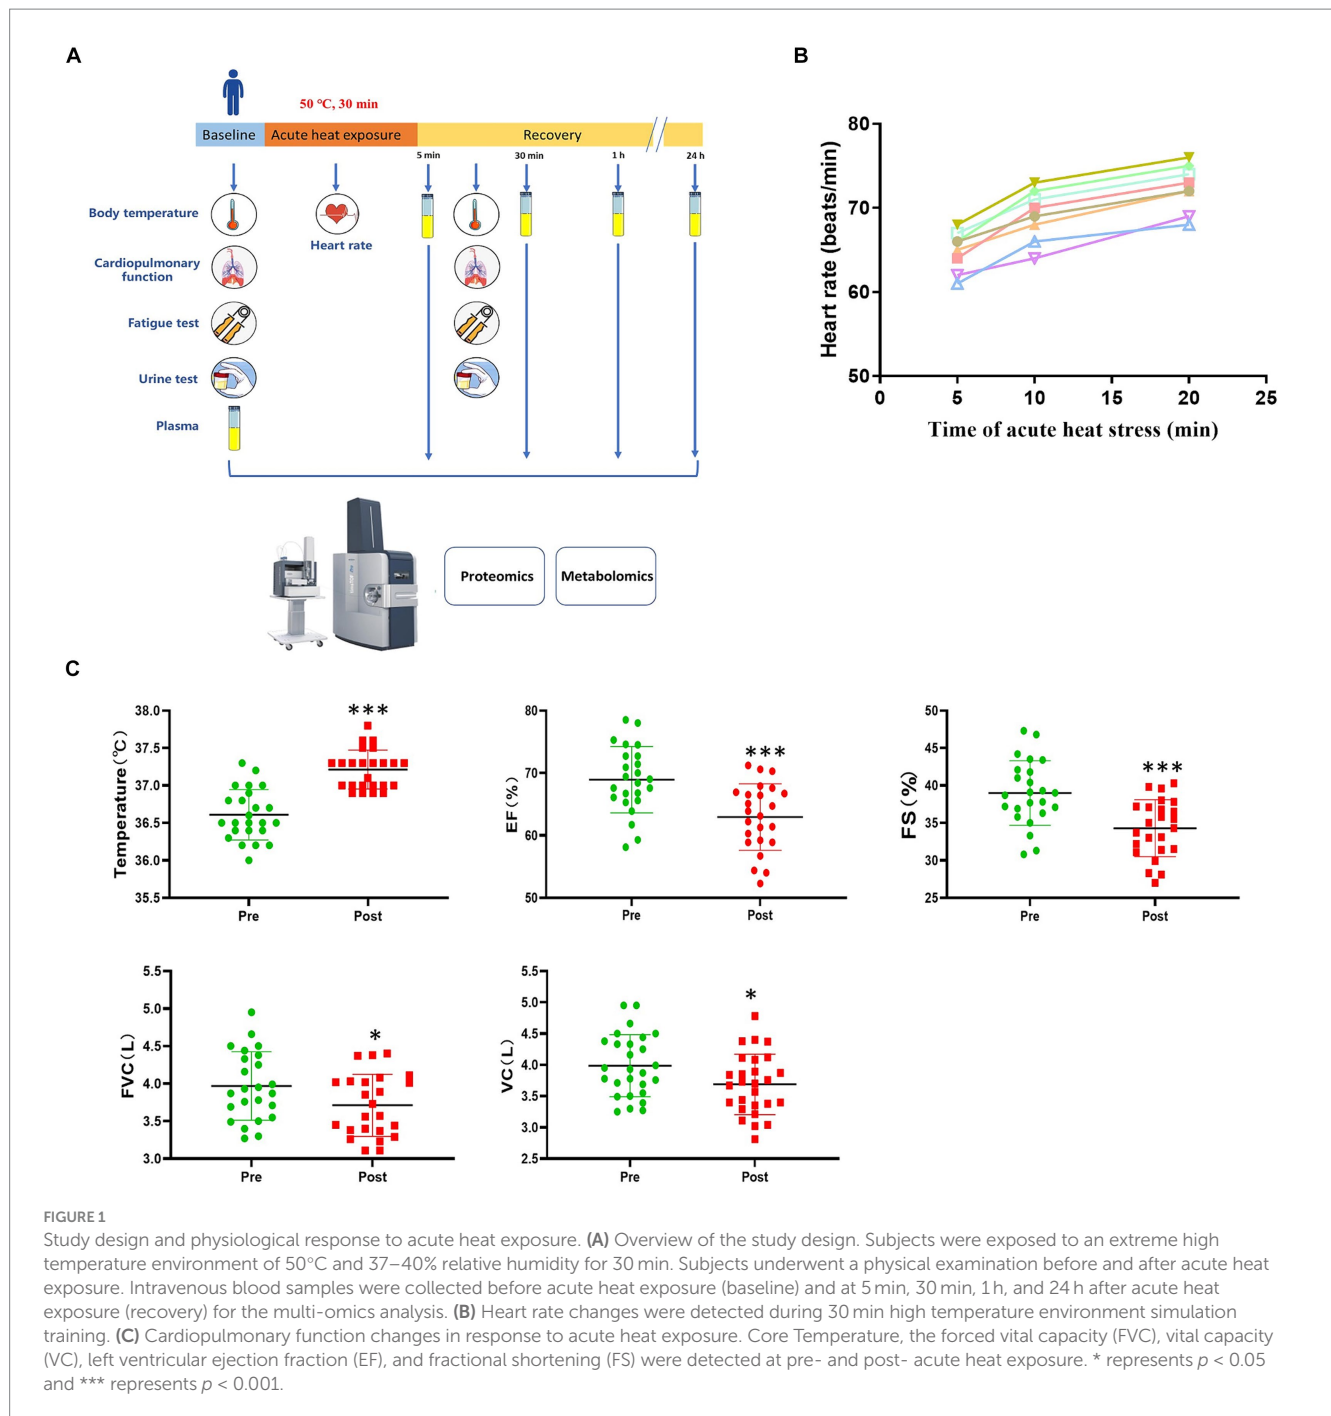 A
50 °C, 30 min
Baseline
Acute heat exposure
Recovery
5 min
30 min
1 h
24 h
Body temperature
Heart rate
Cardiopulmonary
function
Fatigue test
Urine test
Plasma
Proteomics
Metabolomics
B
Heart rate (beats/min)
80
70
60
50
0
5
10
15
20
25
Time of acute heat stress (min)
C
Temperature(°C)
38.0
37.5
37.0
36.5
36.0
35.5
***
Pre
Post
EF(%)
80
70
60
50
***
Pre
Post
FS(%)
50
45
40
35
30
25
***
Pre
Post
FVC(L)
5.5
5.0
4.5
4.0
3.5
3.0
*
Pre
Post
VC(L)
5.5
5.0
4.5
4.0
3.5
3.0
2.5
*
Pre
Post
FIGURE 1
Study design and physiological response to acute heat exposure. (A) Overview of the study design. Subjects were exposed to an extreme high
temperature environment of 50°C and 37–40% relative humidity for 30 min. Subjects underwent a physical examination before and after acute heat
exposure. Intravenous blood samples were collected before acute heat exposure (baseline) and at 5 min, 30 min, 1 h, and 24 h after acute heat
exposure (recovery) for the multi-omics analysis. (B) Heart rate changes were detected during 30 min high temperature environment simulation
training. (C) Cardiopulmonary function changes in response to acute heat exposure. Core Temperature, the forced vital capacity (FVC), vital capacity
(VC), left ventricular ejection fraction (EF), and fractional shortening (FS) were detected at pre- and post- acute heat exposure. * represents p < 0.05
and *** represents p < 0.001.